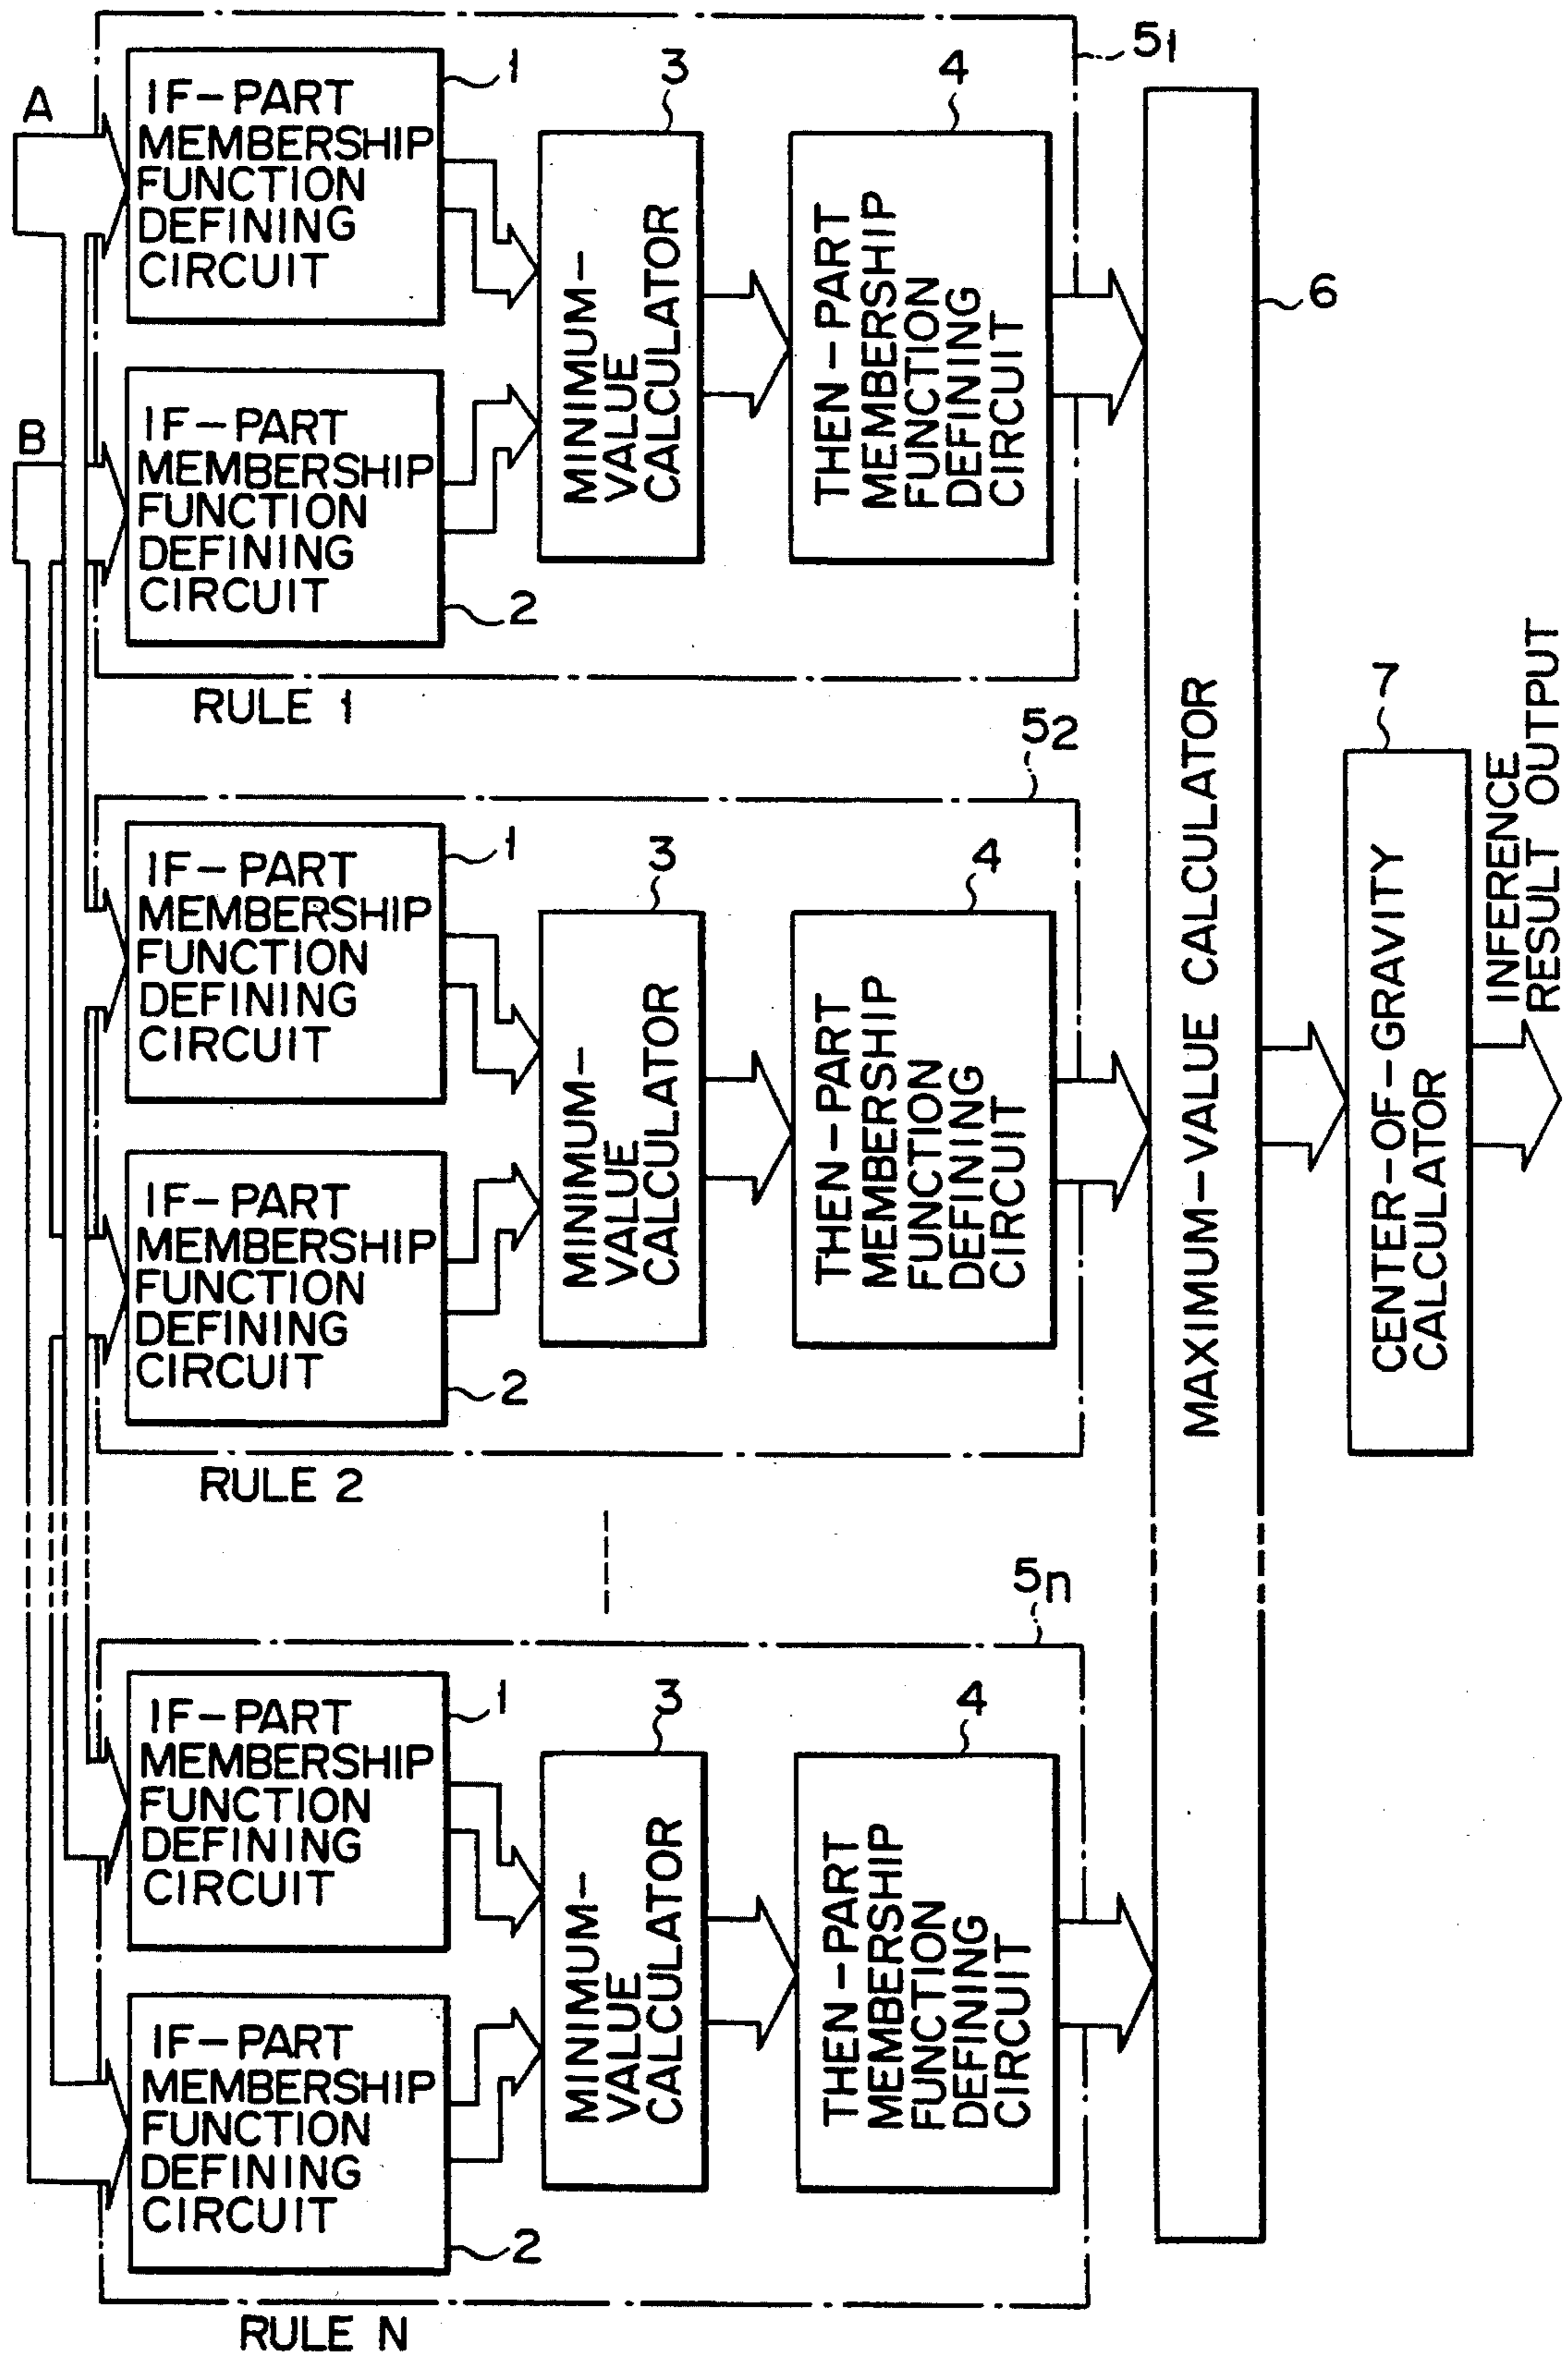 A
B
IF-PART
MEMBERSHIP
FUNCTION
DEFINING
CIRCUIT
1
IF-PART
MEMBERSHIP
FUNCTION
DEFINING
CIRCUIT
2
3
MINIMUM-
VALUE
CALCULATOR
4
THEN-PART
MEMBERSHIP
FUNCTION
DEFINING
CIRCUIT
51
RULE 1
IF-PART
MEMBERSHIP
FUNCTION
DEFINING
CIRCUIT
1
IF-PART
MEMBERSHIP
FUNCTION
DEFINING
CIRCUIT
2
3
MINIMUM-
VALUE
CALCULATOR
4
THEN-PART
MEMBERSHIP
FUNCTION
DEFINING
CIRCUIT
52
RULE 2
IF-PART
MEMBERSHIP
FUNCTION
DEFINING
CIRCUIT
1
IF-PART
MEMBERSHIP
FUNCTION
DEFINING
CIRCUIT
2
3
MINIMUM-
VALUE
CALCULATOR
4
THEN-PART
MEMBERSHIP
FUNCTION
DEFINING
CIRCUIT
5n
RULE N
6
MAXIMUM-VALUE CALCULATOR
7
CENTER-OF-GRAVITY
CALCULATOR
INFERENCE
RESULT OUTPUT